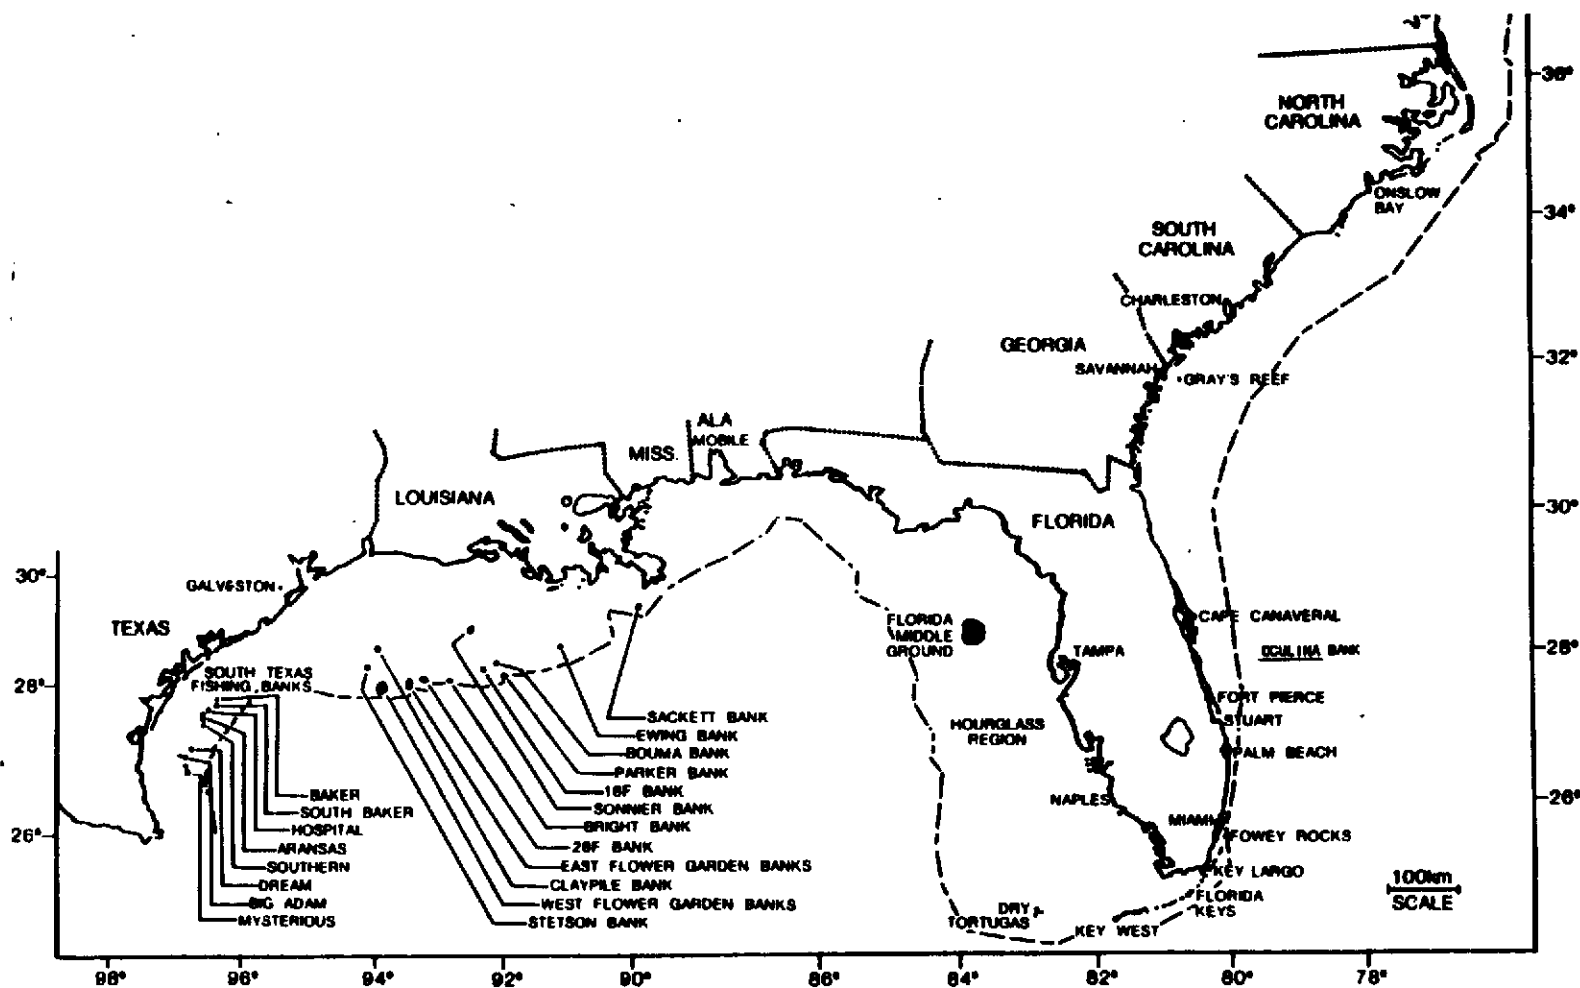 36°
NORTH
CAROLINA
ONSLOW
BAY
34°
SOUTH
CAROLINA
CHARLESTON
GEORGIA
32°
SAVANNAH
GRAY'S REEF
ALA
MOBILE
MISS.
LOUISIANA
FLORIDA
30°
30°
GALVESTON
TEXAS
CAPE CANAVERAL
FLORIDA
MIDDLE
GROUND
28°
TAMPA
OCULINA BANK
SOUTH TEXAS
FISHING BANKS
28°
FORT PIERCE
STUART
HOURGLASS
REGION
PALM BEACH
SACKETT BANK
EWING BANK
BOUMA BANK
PARKER BANK
18F BANK
SONNIER BANK
BRIGHT BANK
28F BANK
EAST FLOWER GARDEN BANKS
CLAYPILE BANK
WEST FLOWER GARDEN BANKS
STETSON BANK
BAKER
SOUTH BAKER
HOSPITAL
ARANSAS
SOUTHERN
DREAM
BIG ADAM
MYSTERIOUS
NAPLES
26°
26°
MIAMI
FOWEY ROCKS
KEY LARGO
FLORIDA
KEYS
DRY
TORTUGAS
KEY WEST
100km
SCALE
98°
96°
94°
92°
90°
86°
84°
82°
80°
78°